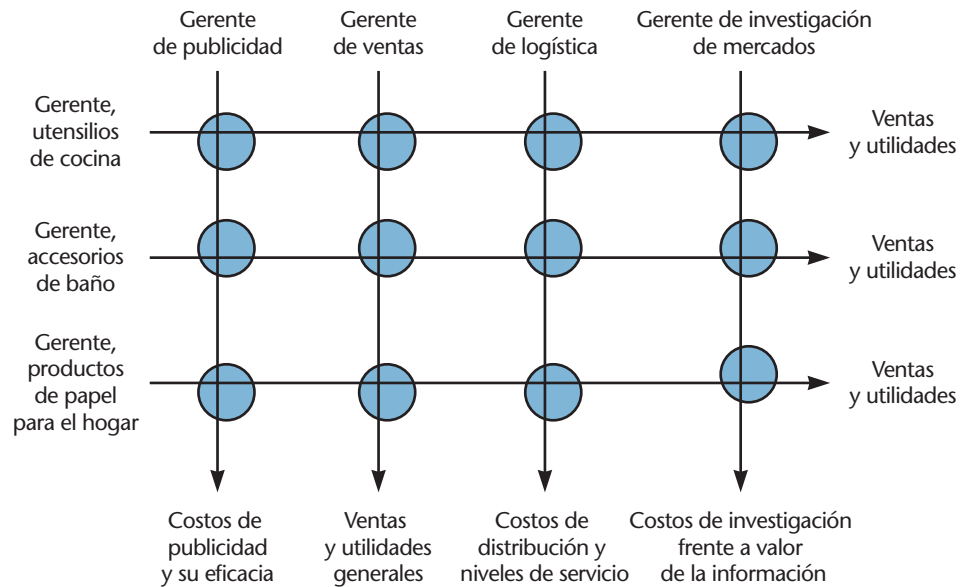 Gerente
de publicidad
Gerente
de ventas
Gerente
de logística
Gerente de investigación
de mercados
Gerente,
utensilios
de cocina
Ventas
y utilidades
Gerente,
accesorios
de baño
Ventas
y utilidades
Gerente,
productos
de papel
para el hogar
Ventas
y utilidades
Costos de
publicidad
y su eficacia
Ventas
y utilidades
generales
Costos de
distribución y
niveles de servicio
Costos de investigación
frente a valor
de la información